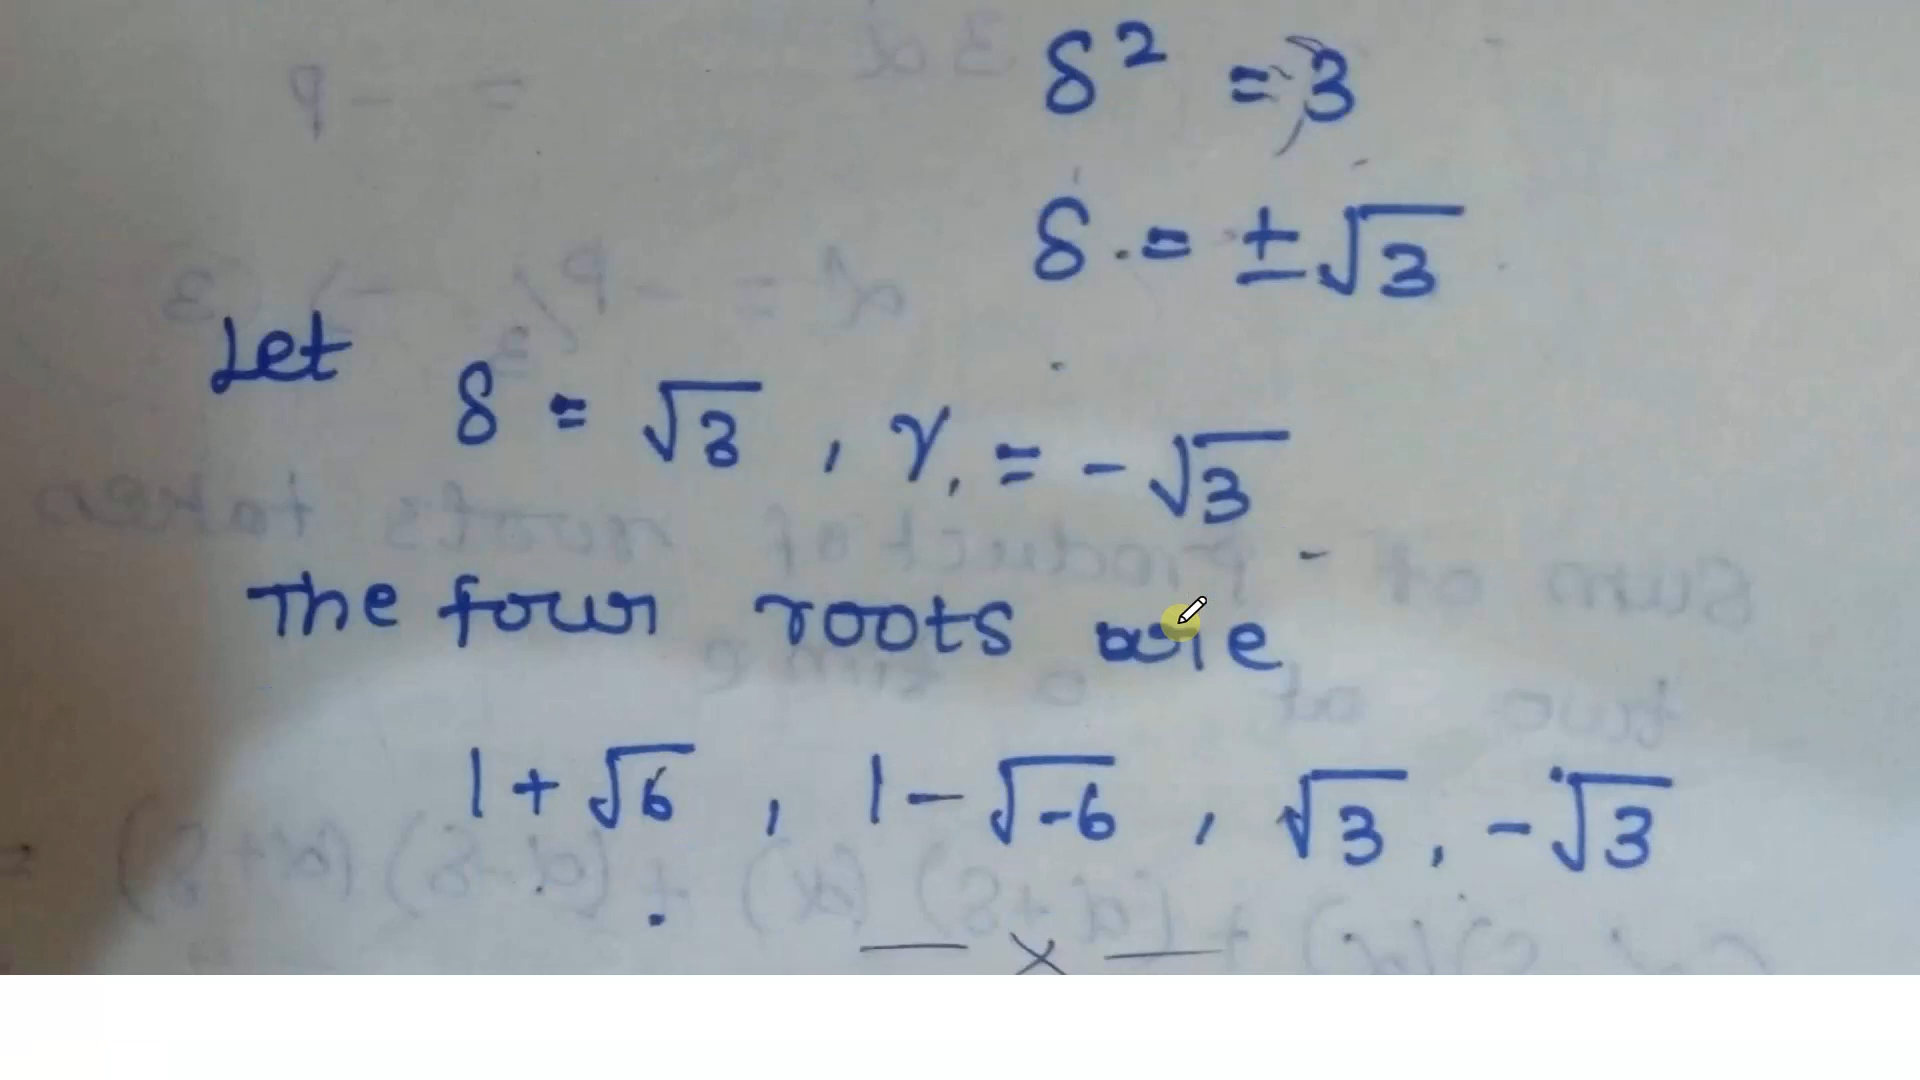 δ² = 3
δ = ±√3
Let
δ = √3 , γ = -√3
The four roots are
1 + √6 , 1 - √-6 , √3 , -√3
— x —